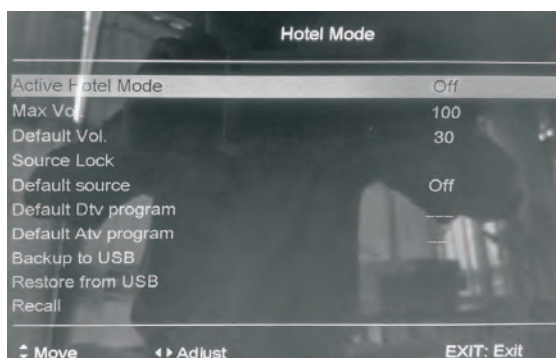 Hotel Mode
Active Hotel Mode Off
Max Vol. 100
Default Vol. 30
Source Lock
Default source Off
Default Dtv program ---
Default Atv program --
Backup to USB
Restore from USB
Recall
Move Adjust EXIT: Exit